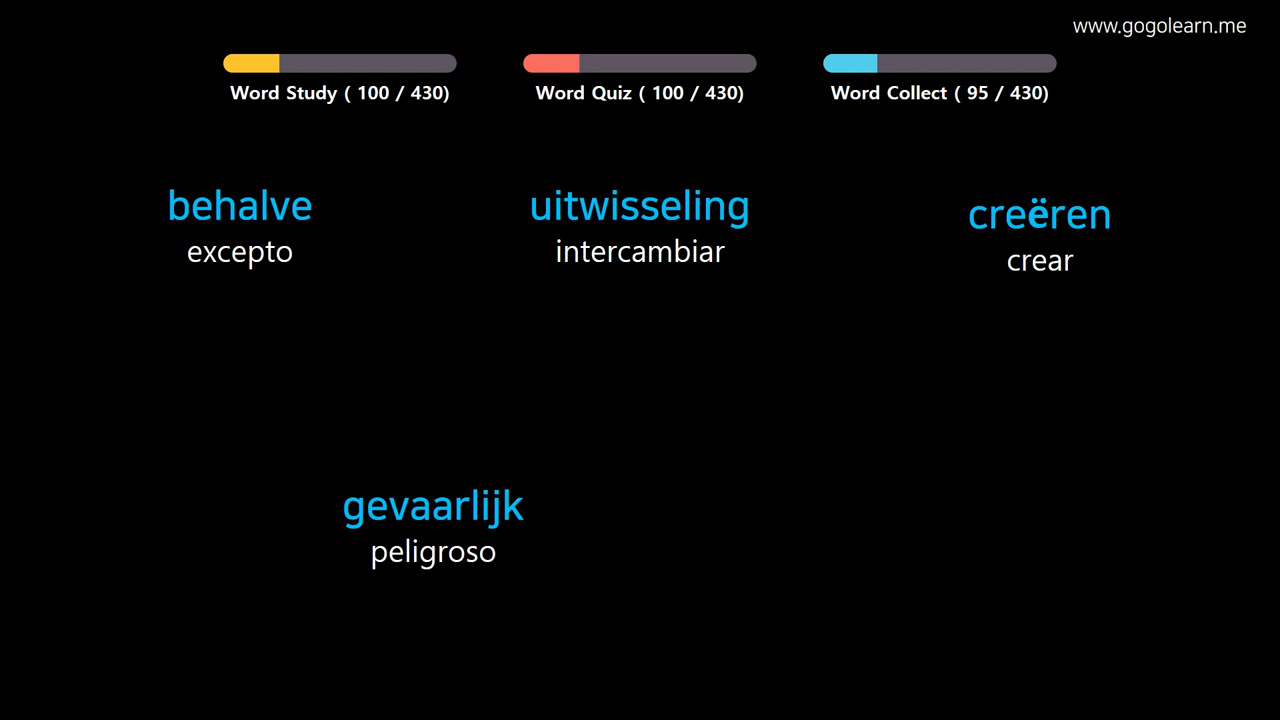 www.gogolearn.me
Word Study ( 100 / 430)
Word Quiz ( 100 / 430)
Word Collect ( 95 / 430)
behalve
excepto
uitwisseling
intercambiar
creëren
crear
gevaarlijk
peligroso